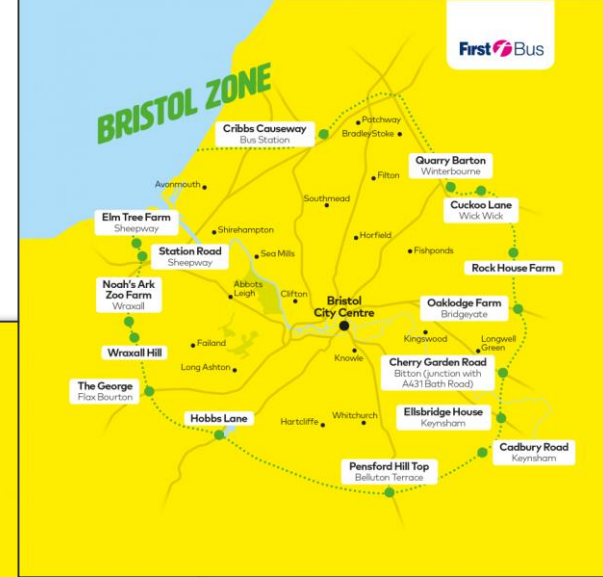 First Bus
BRISTOL ZONE
Cribbs Causeway
Bus Station
Patchway
Bradley Stoke
Quarry Barton
Winterbourne
Avonmouth
Filton
Southmead
Cuckoo Lane
Wick Wick
Elm Tree Farm
Sheepway
Shirehampton
Horfield
Station Road
Sheepway
Sea Mills
Fishponds
Rock House Farm
Noah's Ark
Zoo Farm
Wraxall
Abbots
Leigh
Clifton
Bristol
City Centre
Oaklodge Farm
Bridgeyate
Wraxall Hill
Failand
Kingswood
Longwell
Green
Long Ashton
Knowle
Cherry Garden Road
Bitton (junction with
A431 Bath Road)
The George
Flax Bourton
Hobbs Lane
Hartcliffe
Whitchurch
Ellsbridge House
Keynsham
Cadbury Road
Keynsham
Pensford Hill Top
Belluton Terrace